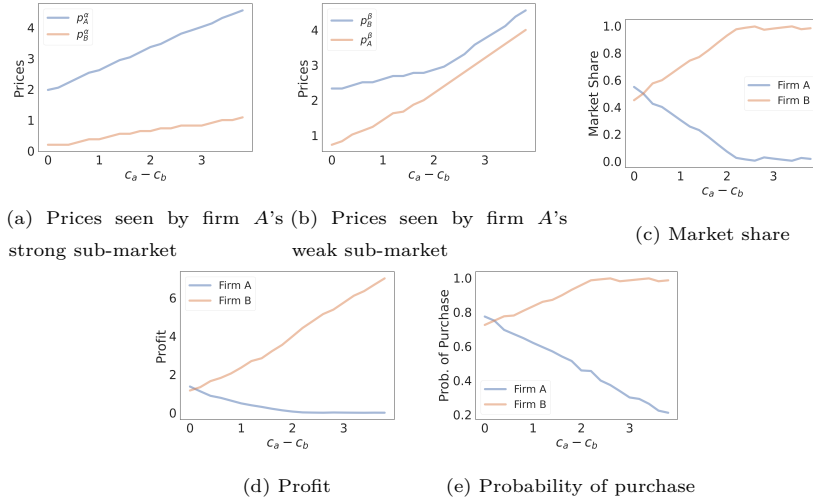 p_A^α
p_B^α
Prices
4
3
2
1
0
0 1 2 3
c_a − c_b
p_B^β
p_A^β
Prices
4
3
2
1
0 1 2 3
c_a − c_b
Market Share
1.0
0.8
0.6
0.4
0.2
0.0
Firm A
Firm B
0 1 2 3
c_a − c_b
(a) Prices seen by firm A's
strong sub-market
(b) Prices seen by firm A's
weak sub-market
(c) Market share
Firm A
Firm B
Profit
6
4
2
0
0 1 2 3
c_a − c_b
Prob. of Purchase
1.0
0.8
0.6
0.4
0.2
Firm A
Firm B
0 1 2 3
c_a − c_b
(d) Profit
(e) Probability of purchase